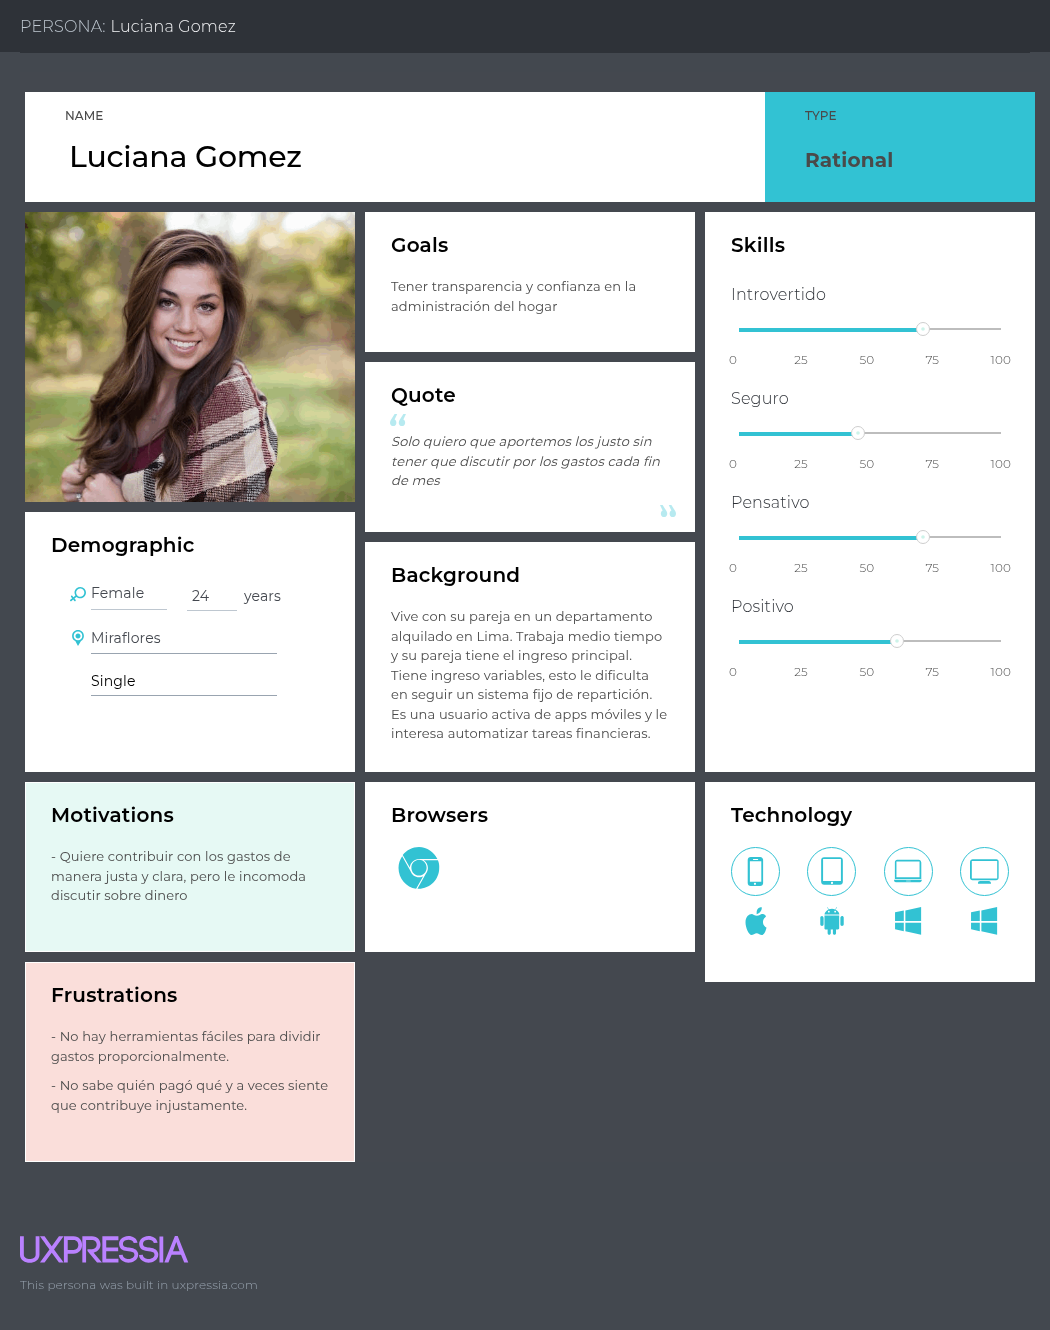 PERSONA: Luciana Gomez
NAME
Luciana Gomez
TYPE
Rational
Goals
Tener transparencia y confianza en la
administración del hogar
Quote
“
Solo quiero que aportemos los justo sin
tener que discutir por los gastos cada fin
de mes
”
Skills
Introvertido
0 25 50 75 100
Seguro
0 25 50 75 100
Pensativo
0 25 50 75 100
Positivo
0 25 50 75 100
Demographic
Female 24 years
Miraflores
Single
Background
Vive con su pareja en un departamento
alquilado en Lima. Trabaja medio tiempo
y su pareja tiene el ingreso principal.
Tiene ingreso variables, esto le dificulta
en seguir un sistema fijo de repartición.
Es una usuario activa de apps móviles y le
interesa automatizar tareas financieras.
Motivations
- Quiere contribuir con los gastos de
manera justa y clara, pero le incomoda
discutir sobre dinero
Browsers
Technology
Frustrations
- No hay herramientas fáciles para dividir
gastos proporcionalmente.
- No sabe quién pagó qué y a veces siente
que contribuye injustamente.
UXPRESSIA
This persona was built in uxpressia.com